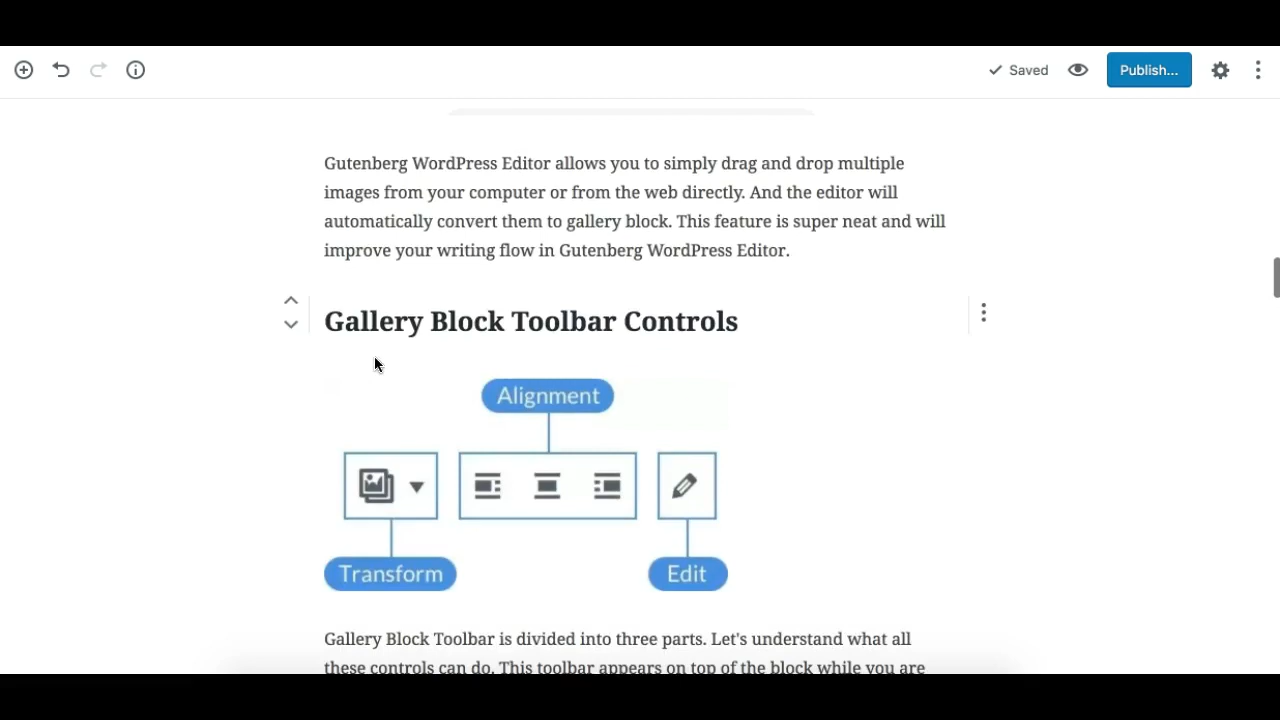 Saved
Publish...
Gutenberg WordPress Editor allows you to simply drag and drop multiple
images from your computer or from the web directly. And the editor will
automatically convert them to gallery block. This feature is super neat and will
improve your writing flow in Gutenberg WordPress Editor.
Gallery Block Toolbar Controls
Alignment
Transform
Edit
Gallery Block Toolbar is divided into three parts. Let's understand what all
these controls can do. This toolbar appears on top of the block while you are